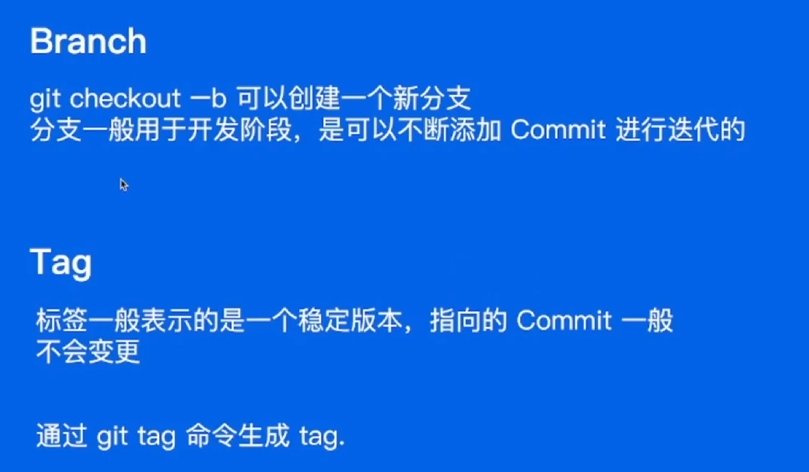 Branch
git checkout —b 可以创建一个新分支
分支一般用于开发阶段，是可以不断添加 Commit 进行迭代的
Tag
标签一般表示的是一个稳定版本，指向的 Commit 一般
不会变更
通过 git tag 命令生成 tag.